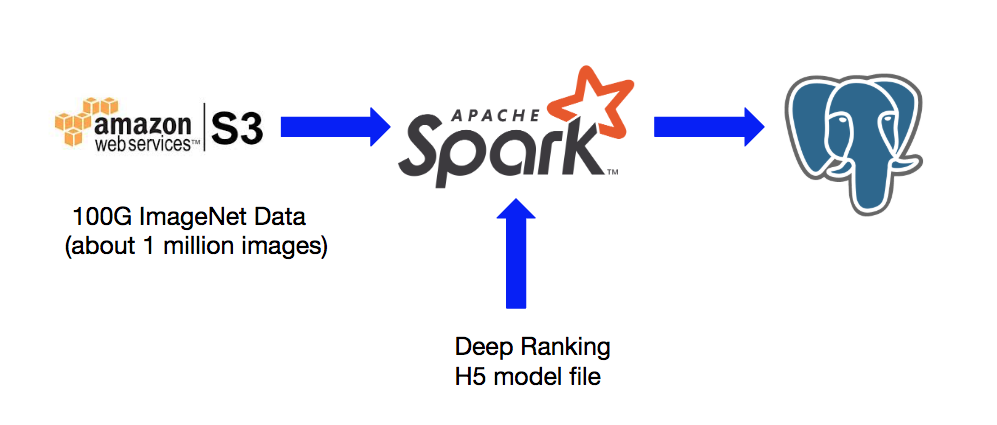 amazon
web services™
S3
APACHE
Spark™
100G ImageNet Data
(about 1 million images)
Deep Ranking
H5 model file